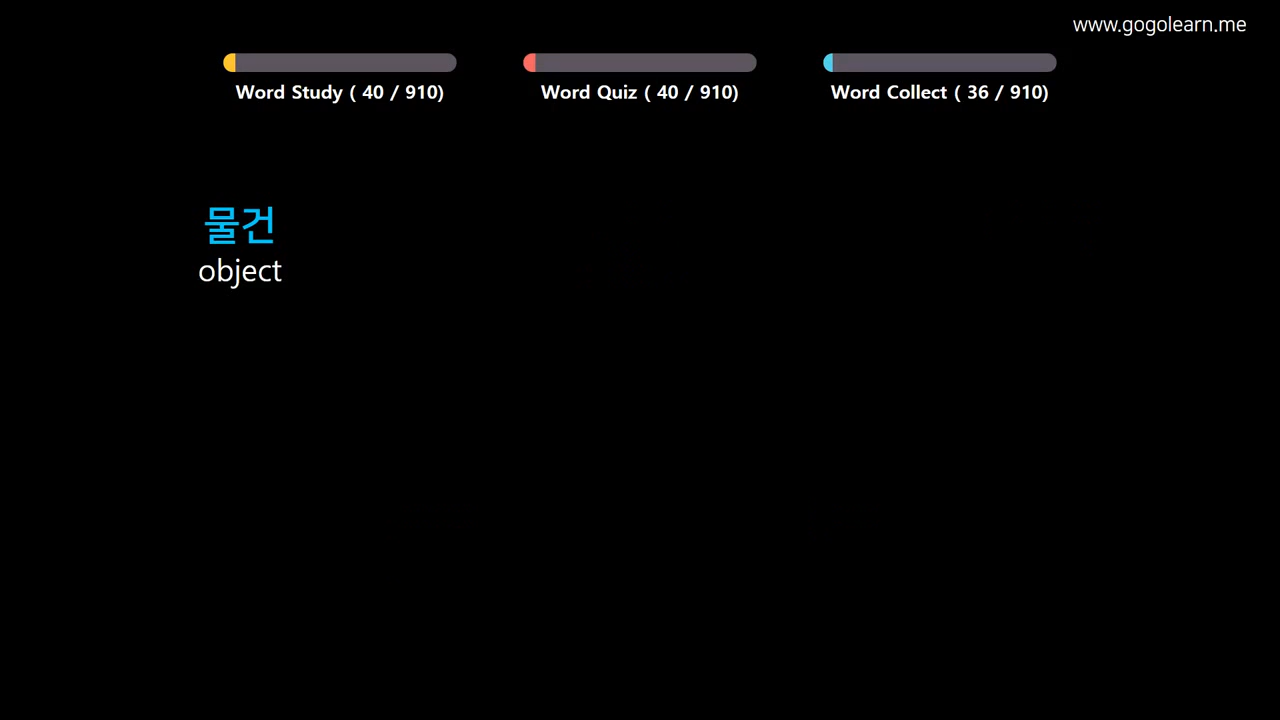 www.gogolearn.me
Word Study ( 40 / 910)
Word Quiz ( 40 / 910)
Word Collect ( 36 / 910)
물건
object